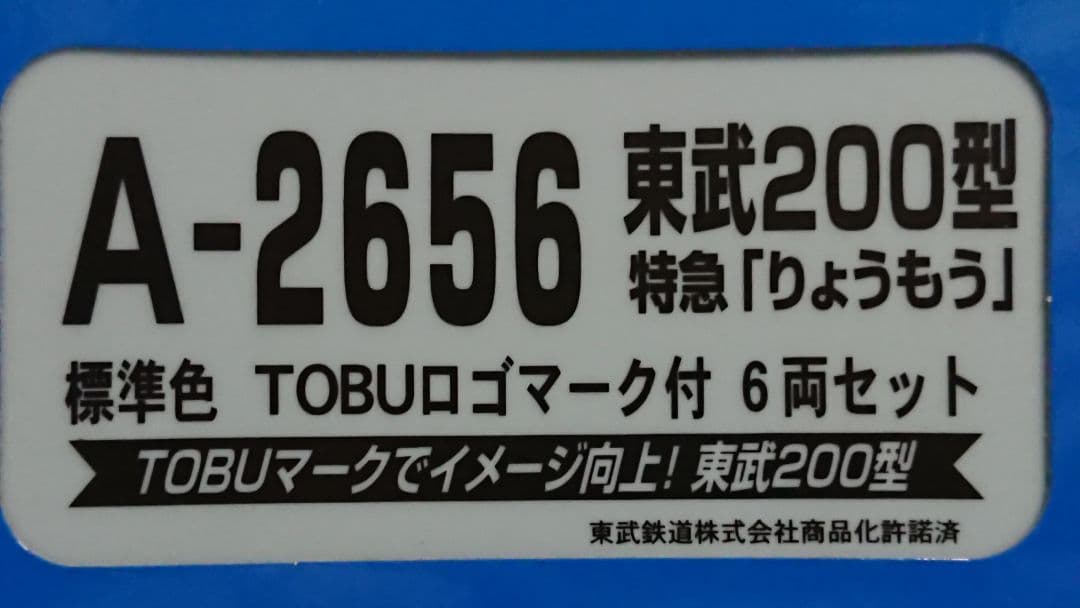 A-2656
東武200型
特急「りょうもう」
標準色 TOBUロゴマーク付 6両セット
TOBUマークでイメージ向上! 東武200型
東武鉄道株式会社商品化許諾済